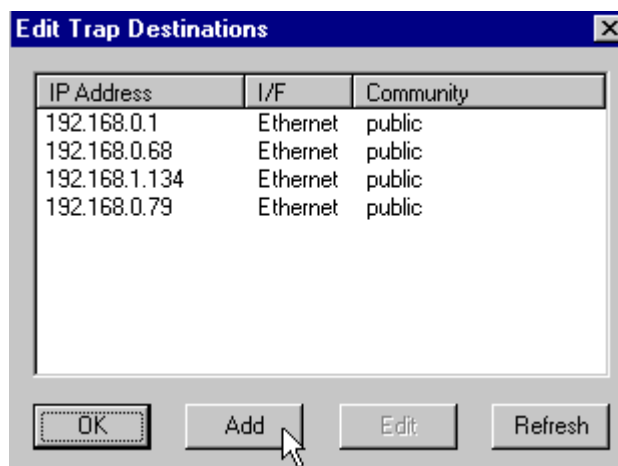 Edit Trap Destinations
IP Address I/F Community
192.168.0.1 Ethernet public
192.168.0.68 Ethernet public
192.168.1.134 Ethernet public
192.168.0.79 Ethernet public
OK Add Edit Refresh